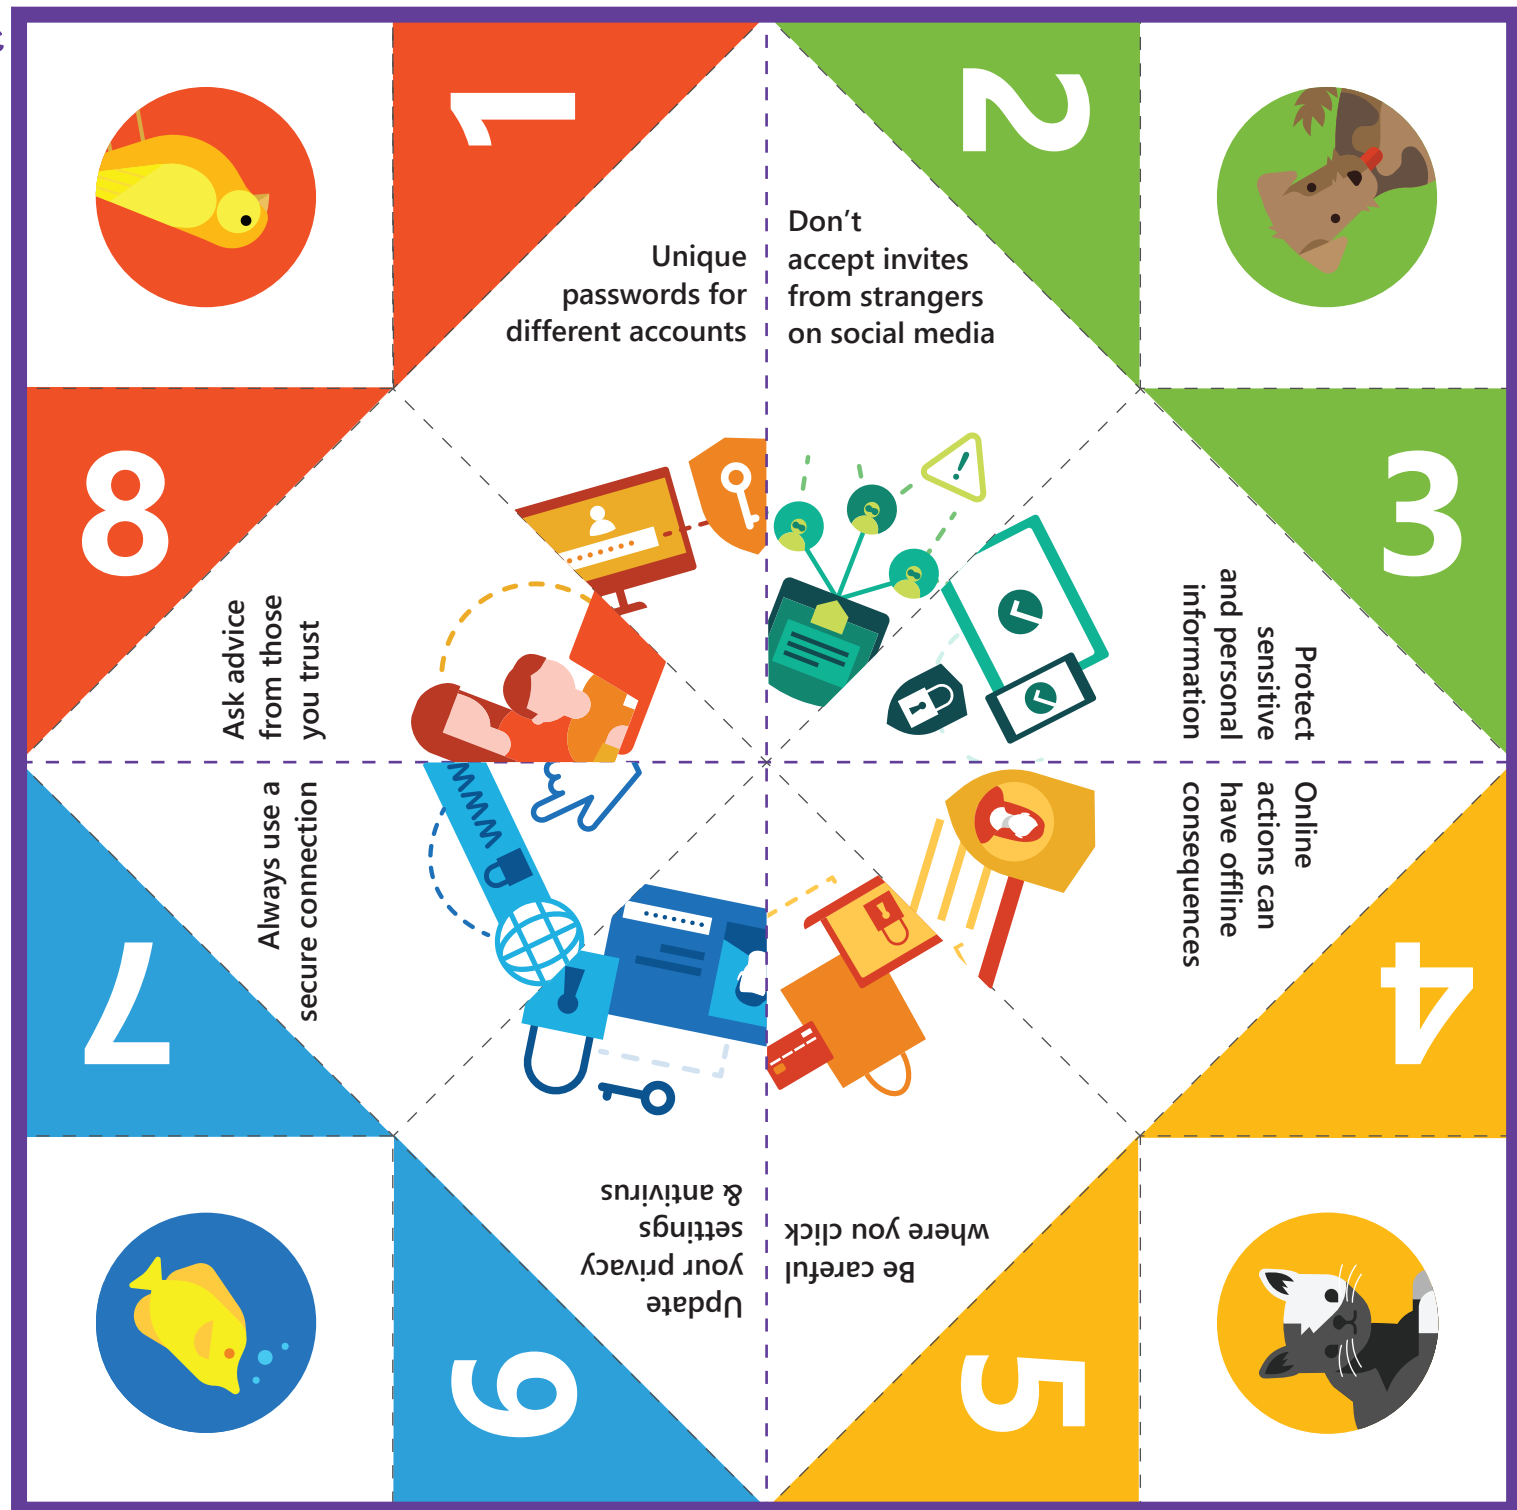 1
Unique
passwords for
different accounts
2
Don't
accept invites
from strangers
on social media
3
Protect
sensitive
and personal
information
4
Online
actions can
have offline
consequences
5
Be careful
where you click
6
Update
your privacy
settings
& antivirus
7
Always use a
secure connection
www
8
Ask advice
from those
you trust